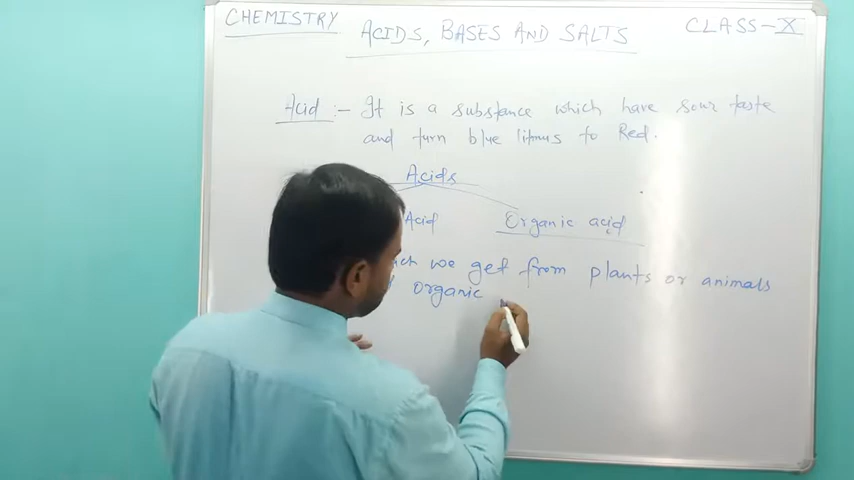 CHEMISTRY
ACIDS, BASES AND SALTS
CLASS-X
Acid :- It is a substance which have sour taste
and turn blue litmus to Red.
Acids
Acid
Organic acid
we get from plants or animals
organic